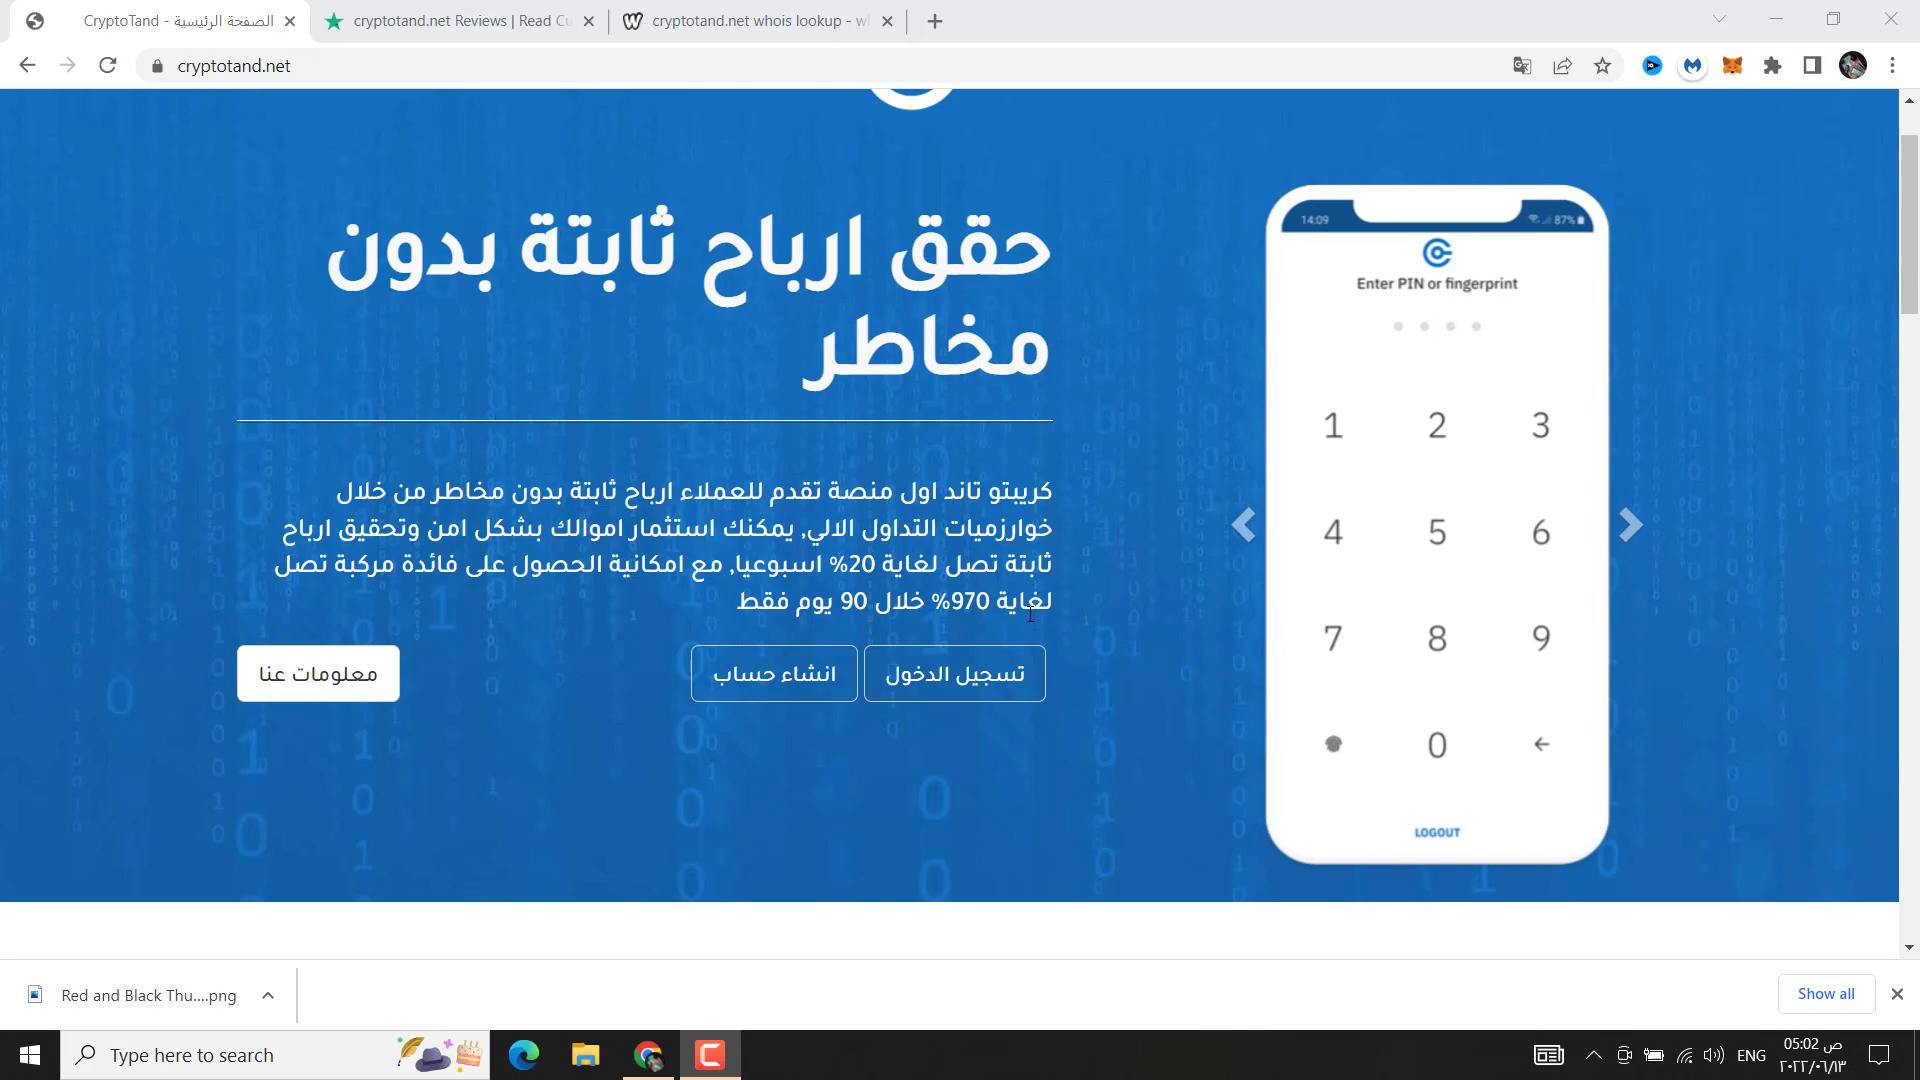 CryptoTand - الصفحة الرئيسية
cryptotand.net Reviews | Read Cu
cryptotand.net whois lookup - w
cryptotand.net
حقق ارباح ثابتة بدون
مخاطر
كريبتو تاند اول منصة تقدم للعملاء ارباح ثابتة بدون مخاطر من خلال
خوارزميات التداول الالي, يمكنك استثمار اموالك بشكل امن وتحقيق ارباح
ثابتة تصل لغاية 20% اسبوعيا, مع امكانية الحصول على فائدة مركبة تصل
لغاية 970% خلال 90 يوم فقط
تسجيل الدخول
انشاء حساب
معلومات عنا
14:09
87%
Enter PIN or fingerprint
1 2 3
4 5 6
7 8 9
0
LOGOUT
Red and Black Thu....png
Show all
Type here to search
ENG
05:02 ص
٢٠٢٢/٠٦/١٣